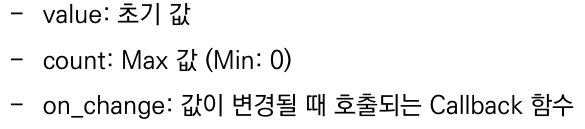 - value: 초기 값
- count: Max 값 (Min: 0)
- on_change: 값이 변경될 때 호출되는 Callback 함수